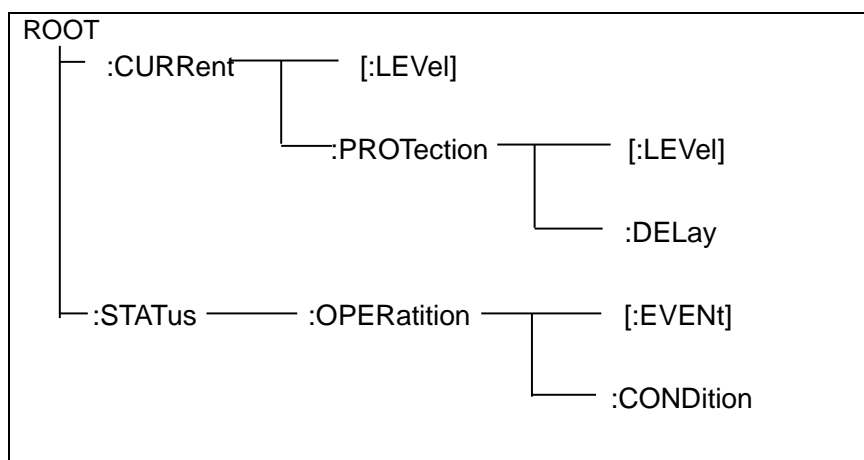 ROOT
:CURRent [:LEVel]
:PROTection [:LEVel]
:DELay
:STATus :OPERatition [:EVENt]
:CONDition